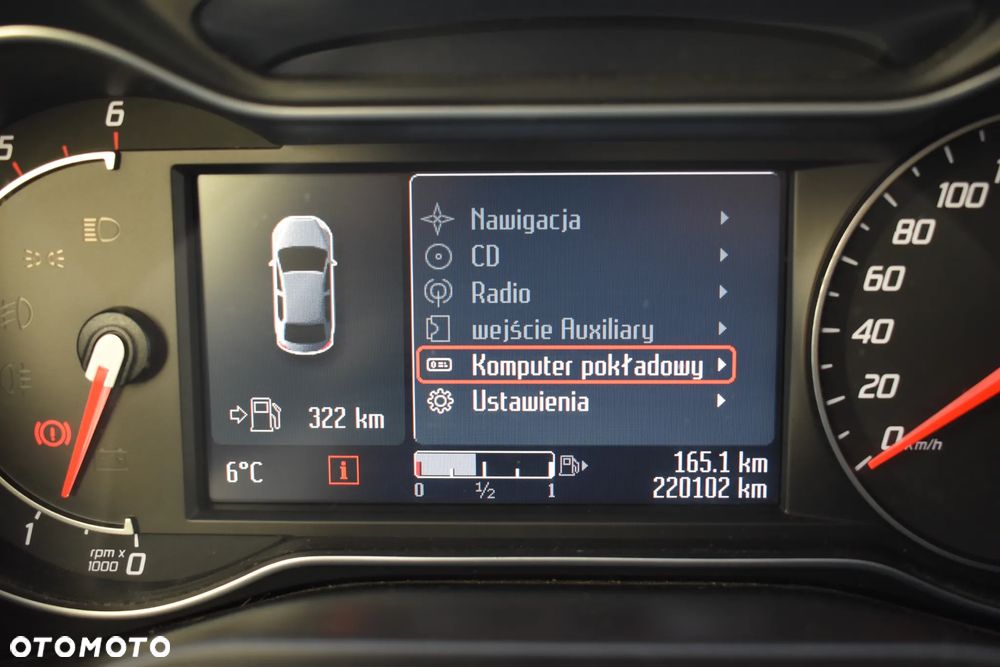 6
5
1
rpm x
1000
0
322 km
6°C
i
Nawigacja
CD
Radio
wejście Auxiliary
Komputer pokładowy
Ustawienia
0 ½ 1
165.1 km
220102 km
100
80
60
40
20
0
km/h
OTOMOTO